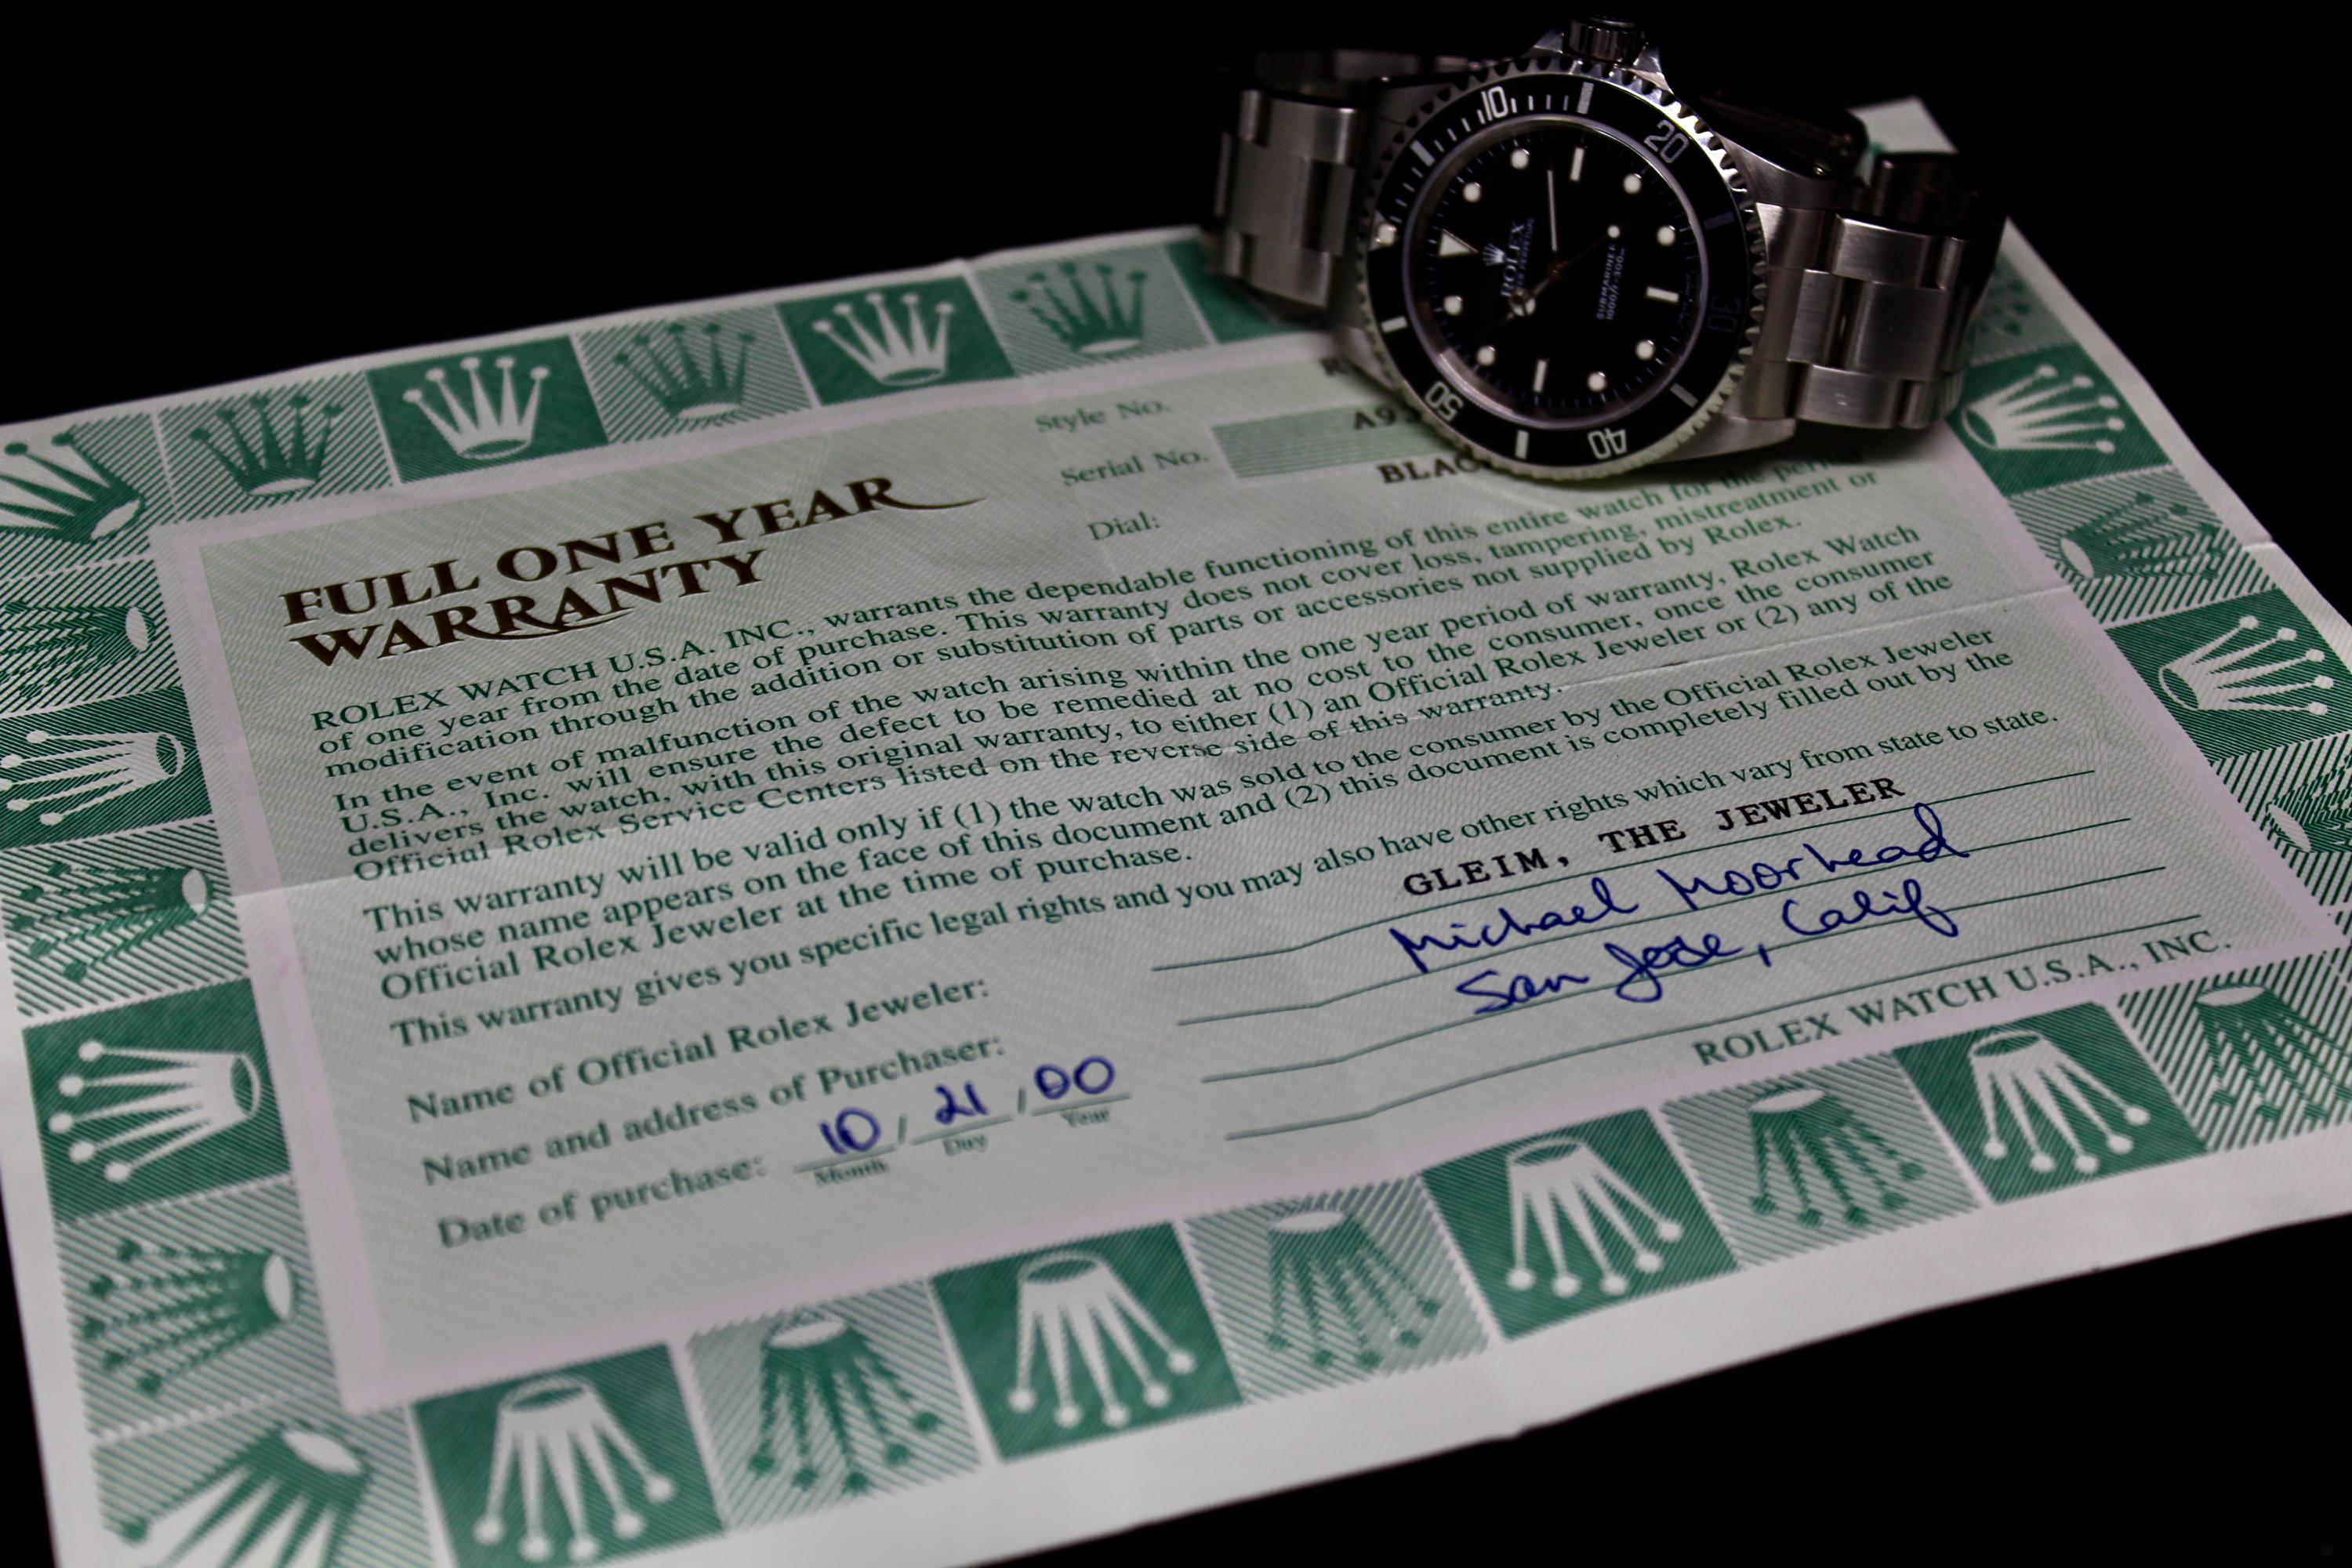 10
20
30
40
50
ROLEX
SUBMARINER
1000ft=300m
Style No.
Serial No. A9
Dial: BLAC
FULL ONE YEAR
WARRANTY
ROLEX WATCH U.S.A. INC., warrants the dependable functioning of this entire watch for the period
of one year from the date of purchase. This warranty does not cover loss, tampering, mistreatment or
modification through the addition or substitution of parts or accessories not supplied by Rolex.
In the event of malfunction of the watch arising within the one year period of warranty, Rolex Watch
U.S.A., Inc. will ensure the defect to be remedied at no cost to the consumer, once the consumer
delivers the watch, with this original warranty, to either (1) an Official Rolex Jeweler or (2) any of the
Official Rolex Service Centers listed on the reverse side of this warranty.
This warranty will be valid only if (1) the watch was sold to the consumer by the Official Rolex Jeweler
whose name appears on the face of this document and (2) this document is completely filled out by the
Official Rolex Jeweler at the time of purchase.
This warranty gives you specific legal rights and you may also have other rights which vary from state to state.
Name of Official Rolex Jeweler: GLEIM, THE JEWELER
Name and address of Purchaser: Michael Moorhead
San Jose, Calif
Date of purchase: 10 / 21 / 00
Month Day Year
ROLEX WATCH U.S.A., INC.